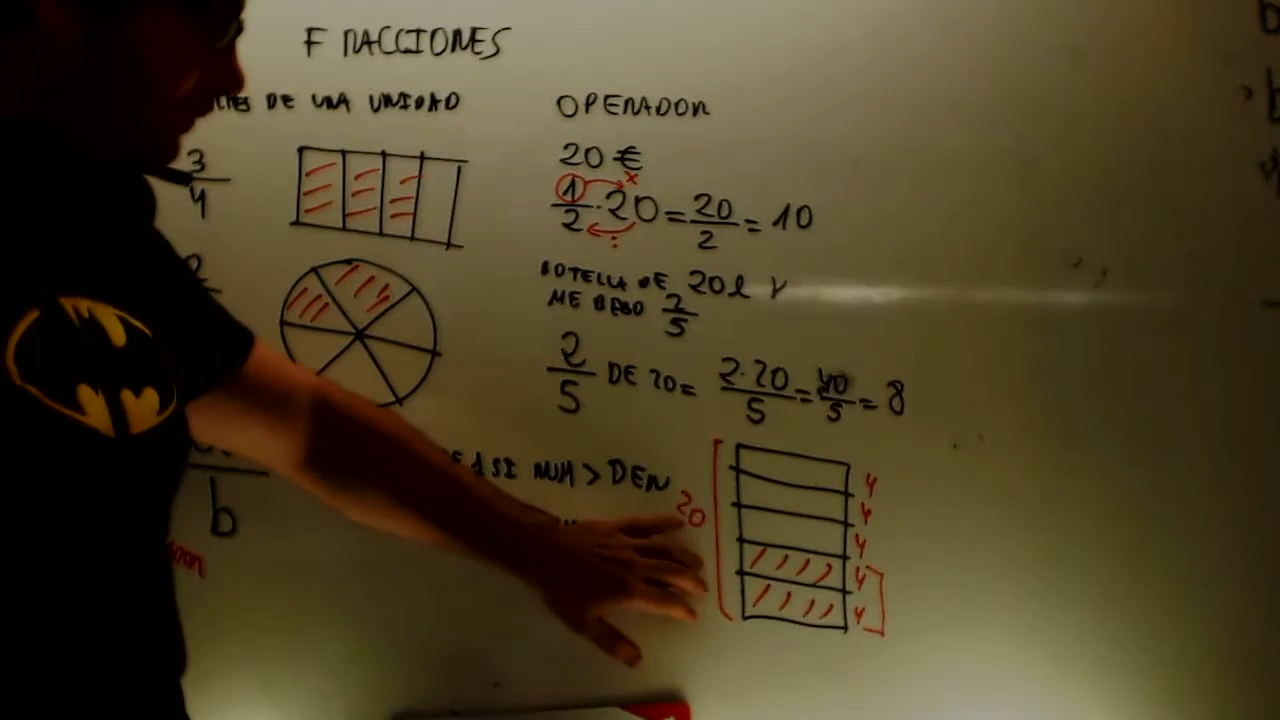 FRACCIONES
DE UNA UNIDAD
3/4
OPERADOR
20 €
x
1/2 · 20 = 20/2 = 10
:
BOTELLA DE 20 l Y
ME BEBO 2/5
2/5 DE 20 = 2·20/5 = 40/5 = 8
1 SI NUM > DEN
b
20
4
4
4
4
4